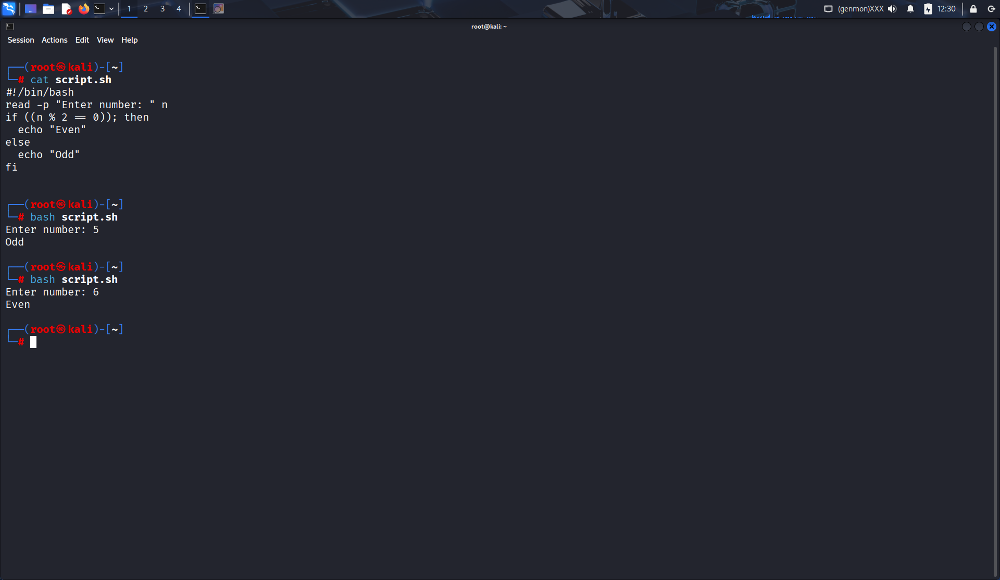 1 2 3 4 (genmon)XXX 12:30
root@kali: ~
Session Actions Edit View Help
┌──(root㉿kali)-[~]
└─# cat script.sh
#!/bin/bash
read -p "Enter number: " n
if ((n % 2 == 0)); then
  echo "Even"
else
  echo "Odd"
fi
┌──(root㉿kali)-[~]
└─# bash script.sh
Enter number: 5
Odd
┌──(root㉿kali)-[~]
└─# bash script.sh
Enter number: 6
Even
┌──(root㉿kali)-[~]
└─#